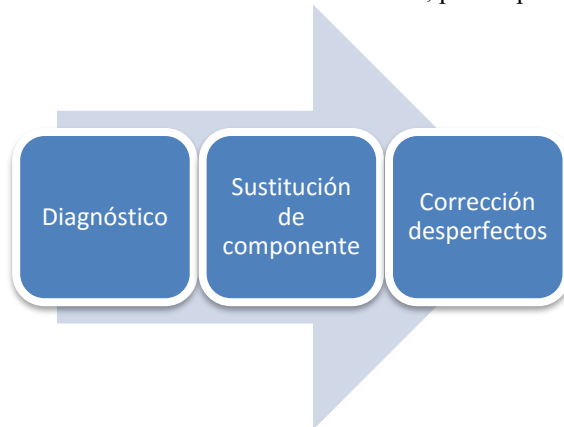 Diagnóstico
Sustitución
de
componente
Corrección
desperfectos